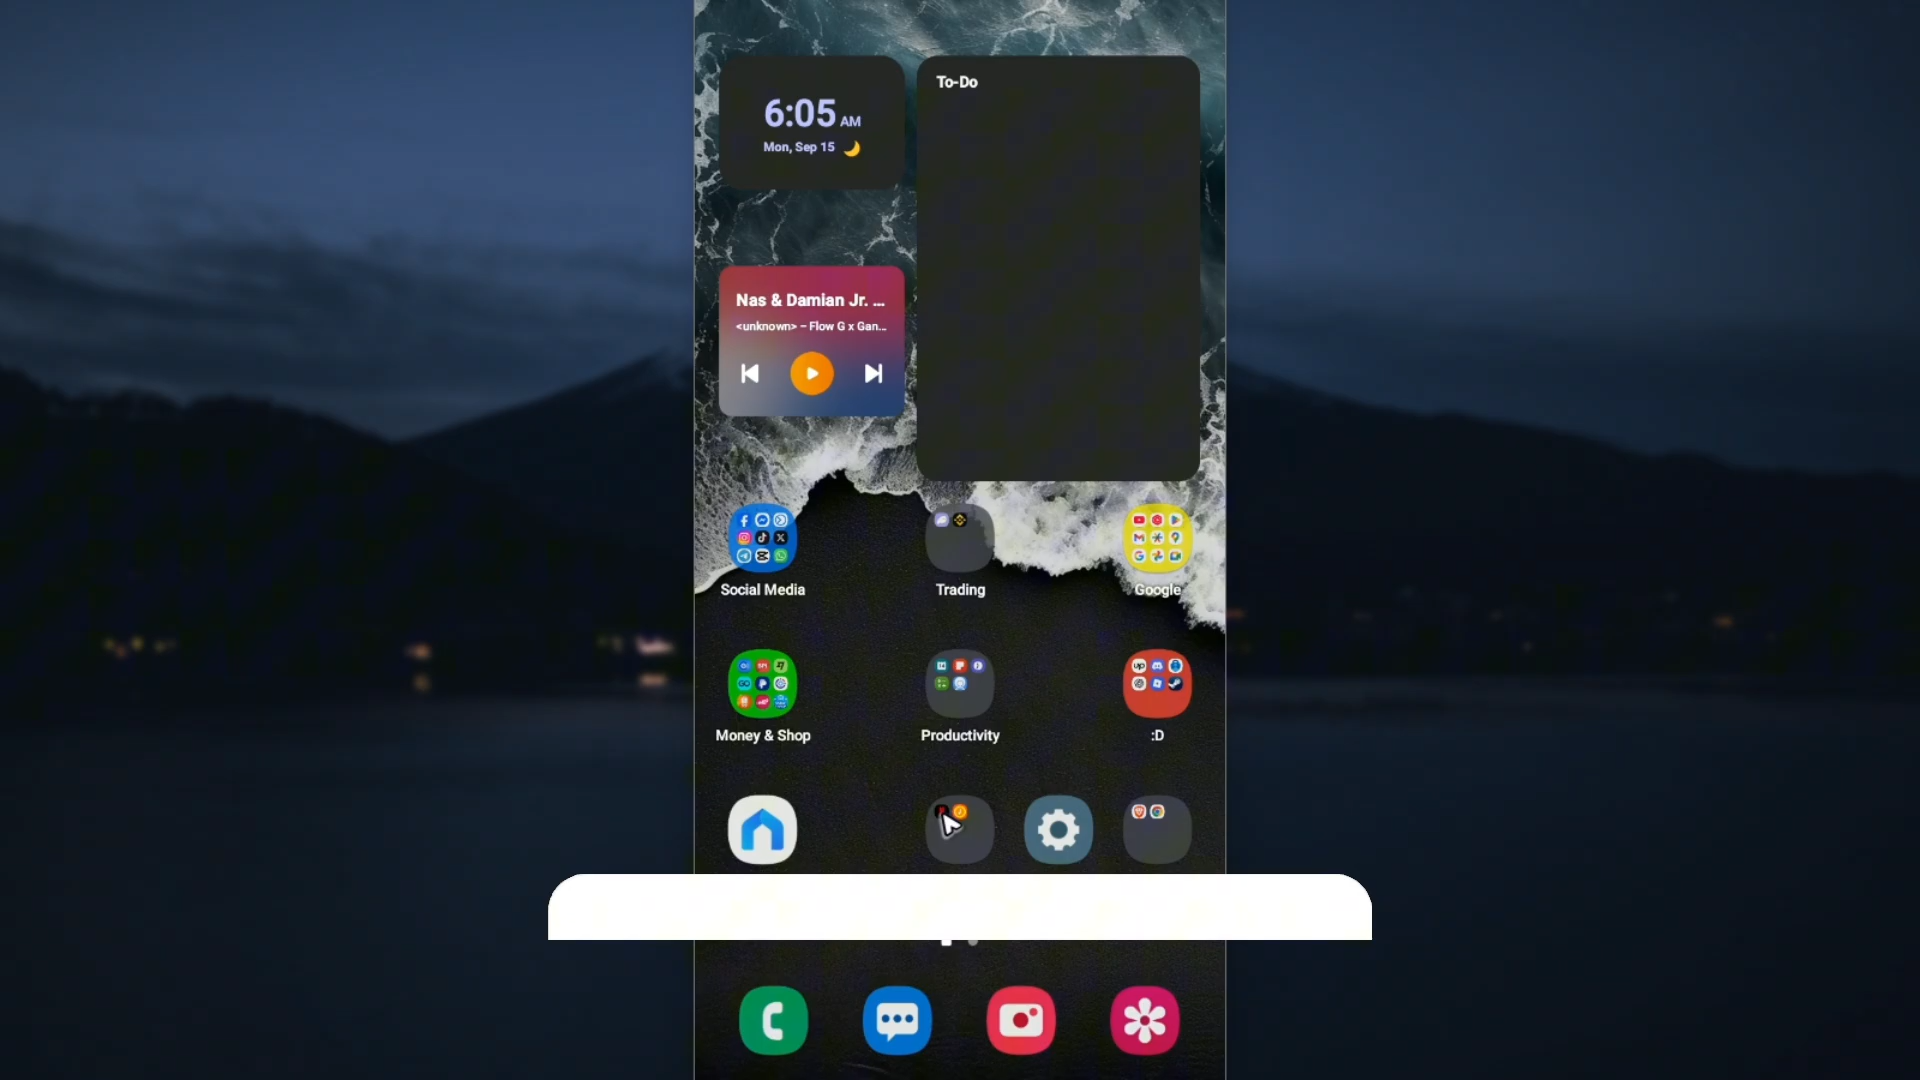 To-Do
6:05 AM
Mon, Sep 15
Nas & Damian Jr. ...
<unknown> – Flow G x Gan...
Social Media
Trading
Google
Money & Shop
Productivity
:D